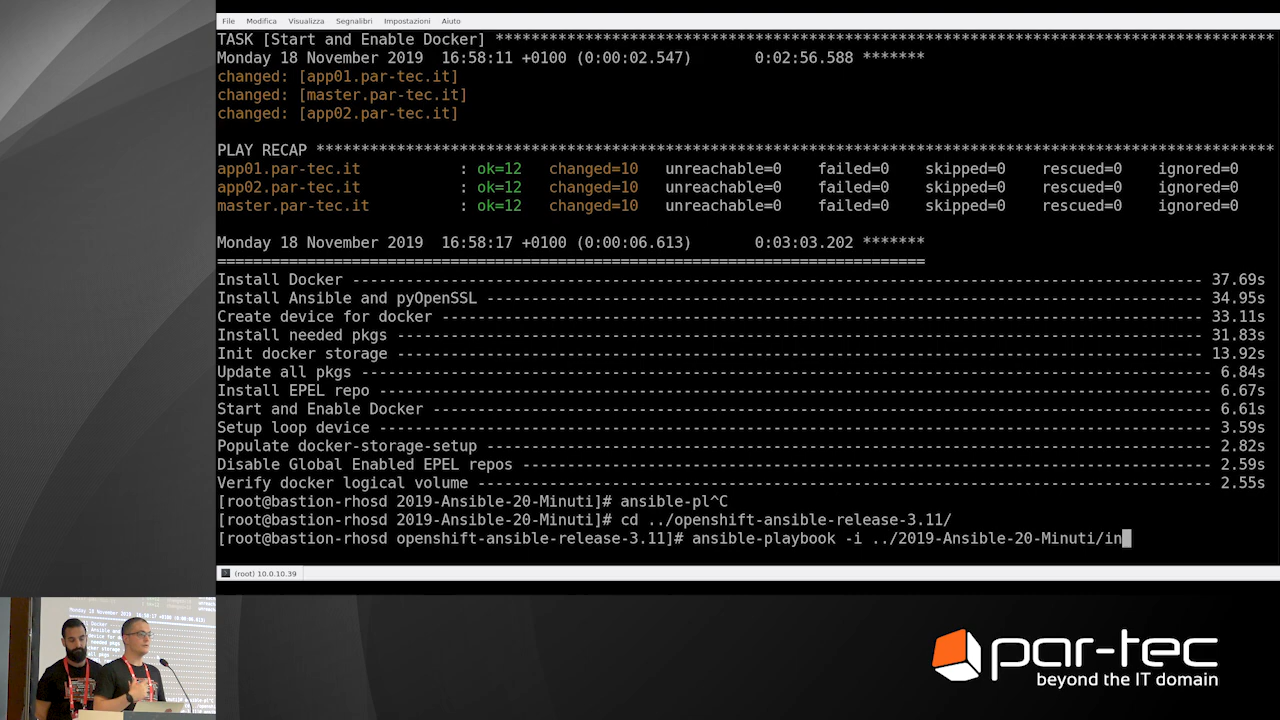 File Modifica Visualizza Segnalibri Impostazioni Aiuto
TASK [Start and Enable Docker] **************************************************************************************
Monday 18 November 2019  16:58:11 +0100 (0:00:02.547)       0:02:56.588 *******
changed: [app01.par-tec.it]
changed: [master.par-tec.it]
changed: [app02.par-tec.it]
PLAY RECAP **********************************************************************************************************
app01.par-tec.it           : ok=12   changed=10   unreachable=0    failed=0    skipped=0    rescued=0    ignored=0
app02.par-tec.it           : ok=12   changed=10   unreachable=0    failed=0    skipped=0    rescued=0    ignored=0
master.par-tec.it          : ok=12   changed=10   unreachable=0    failed=0    skipped=0    rescued=0    ignored=0
Monday 18 November 2019  16:58:17 +0100 (0:00:06.613)       0:03:03.202 *******
===============================================================================
Install Docker ----------------------------------------------------------------------------------------------- 37.69s
Install Ansible and pyOpenSSL -------------------------------------------------------------------------------- 34.95s
Create device for docker ------------------------------------------------------------------------------------- 33.11s
Install needed pkgs ------------------------------------------------------------------------------------------ 31.83s
Init docker storage ------------------------------------------------------------------------------------------ 13.92s
Update all pkgs ----------------------------------------------------------------------------------------------- 6.84s
Install EPEL repo --------------------------------------------------------------------------------------------- 6.67s
Start and Enable Docker --------------------------------------------------------------------------------------- 6.61s
Setup loop device --------------------------------------------------------------------------------------------- 3.59s
Populate docker-storage-setup --------------------------------------------------------------------------------- 2.82s
Disable Global Enabled EPEL repos ----------------------------------------------------------------------------- 2.59s
Verify docker logical volume ---------------------------------------------------------------------------------- 2.55s
[root@bastion-rhosd 2019-Ansible-20-Minuti]# ansible-pl^C
[root@bastion-rhosd 2019-Ansible-20-Minuti]# cd ../openshift-ansible-release-3.11/
[root@bastion-rhosd openshift-ansible-release-3.11]# ansible-playbook -i ../2019-Ansible-20-Minuti/in
(root) 10.0.10.39
par-tec
beyond the IT domain